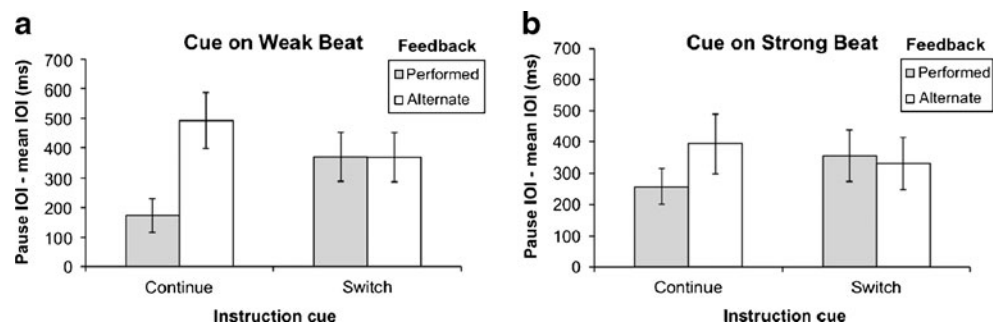 a
Cue on Weak Beat
Feedback
Performed
Alternate
Pause IOI - mean IOI (ms)
700
600
500
400
300
200
100
0
Continue
Switch
Instruction cue
b
Cue on Strong Beat
Feedback
Performed
Alternate
Pause IOI - mean IOI (ms)
700
600
500
400
300
200
100
0
Continue
Switch
Instruction cue